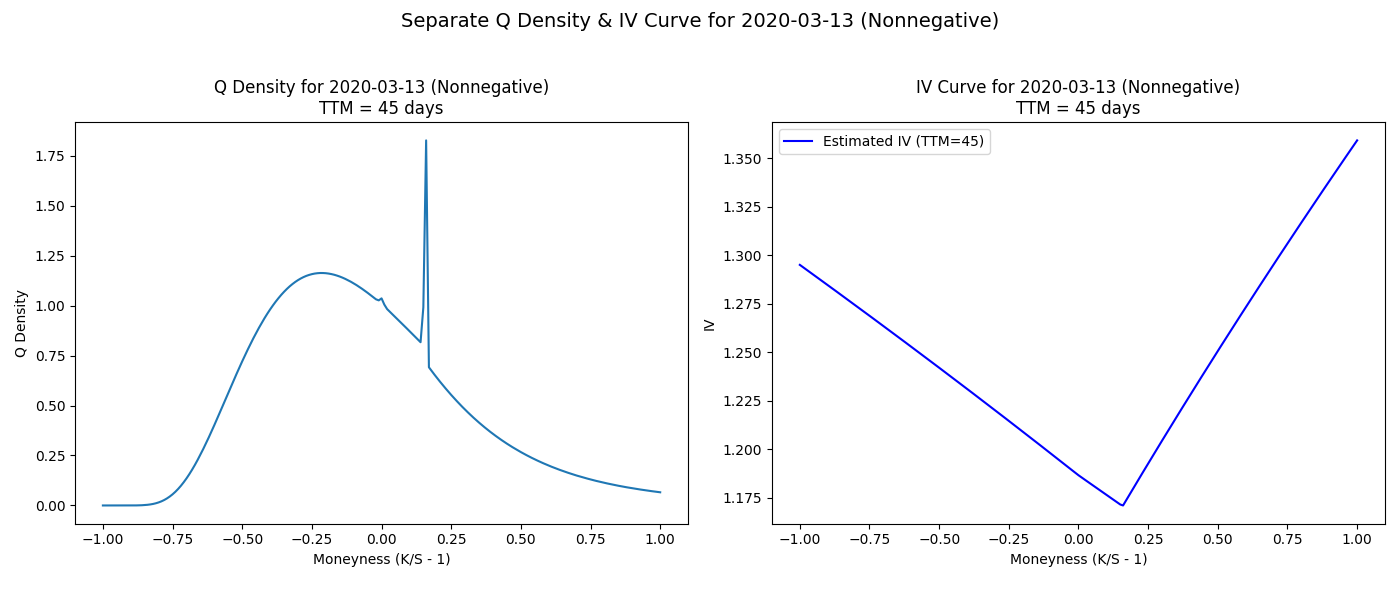 Separate Q Density & IV Curve for 2020-03-13 (Nonnegative)
Q Density for 2020-03-13 (Nonnegative)
TTM = 45 days
Q Density
1.75
1.50
1.25
1.00
0.75
0.50
0.25
0.00
−1.00 −0.75 −0.50 −0.25 0.00 0.25 0.50 0.75 1.00
Moneyness (K/S - 1)
IV Curve for 2020-03-13 (Nonnegative)
TTM = 45 days
Estimated IV (TTM=45)
IV
1.350
1.325
1.300
1.275
1.250
1.225
1.200
1.175
−1.00 −0.75 −0.50 −0.25 0.00 0.25 0.50 0.75 1.00
Moneyness (K/S - 1)